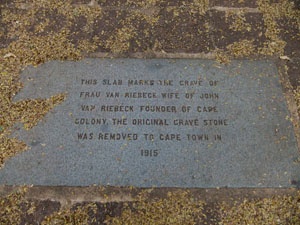 THIS SLAB MARKS THE GRAVE OF
FRAU VAN RIEBECK WIFE OF JOHN
VAN RIEBECK FOUNDER OF CAPE
COLONY THE ORIGINAL GRAVE STONE
WAS REMOVED TO CAPE TOWN IN
1915